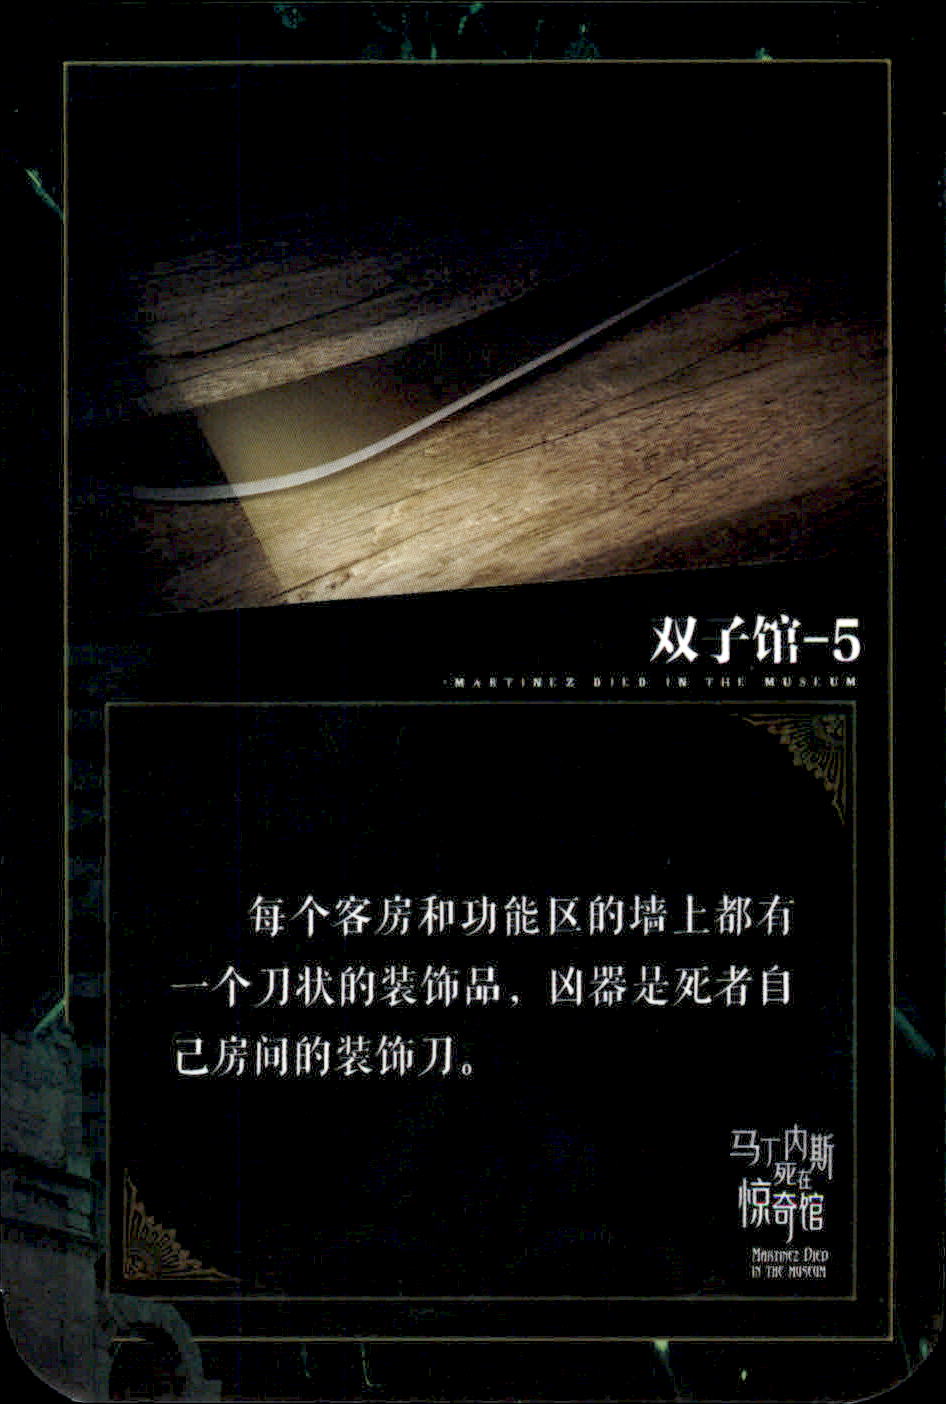 双子馆-5
·MARTINEZ DIED IN THE MUSEUM
每个客房和功能区的墙上都有
一个刀状的装饰品，凶器是死者自
己房间的装饰刀。
马丁内斯
死在
惊奇馆
MARTINEZ DIED
IN THE MUSEUM